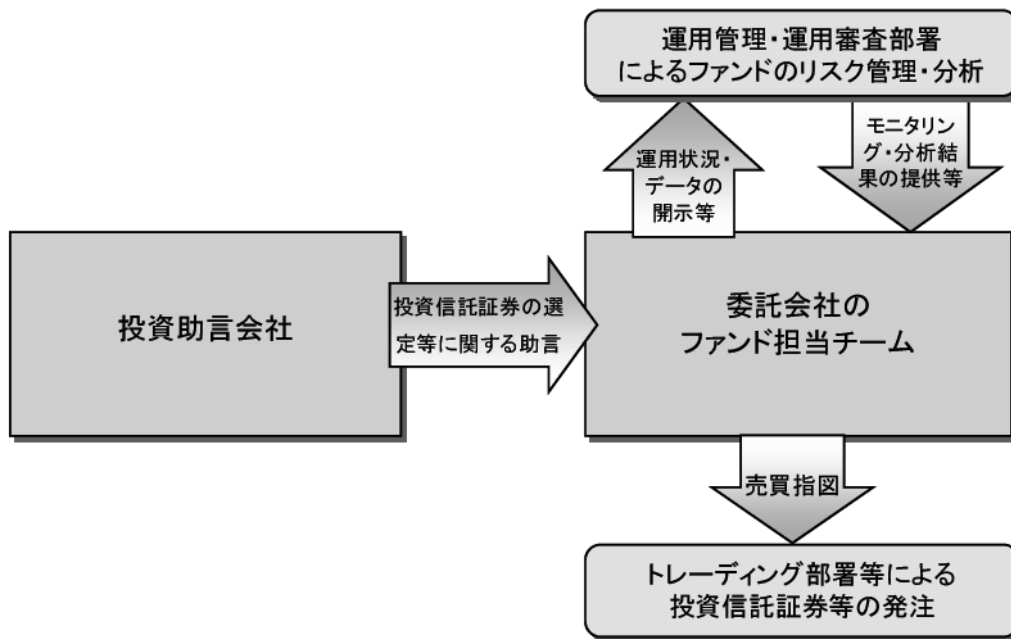 運用管理・運用審査部署
によるファンドのリスク管理・分析
運用状況・
データの
開示等
モニタリン
グ・分析結
果の提供等
投資助言会社
投資信託証券の選
定等に関する助言
委託会社の
ファンド担当チーム
売買指図
トレーディング部署等による
投資信託証券等の発注